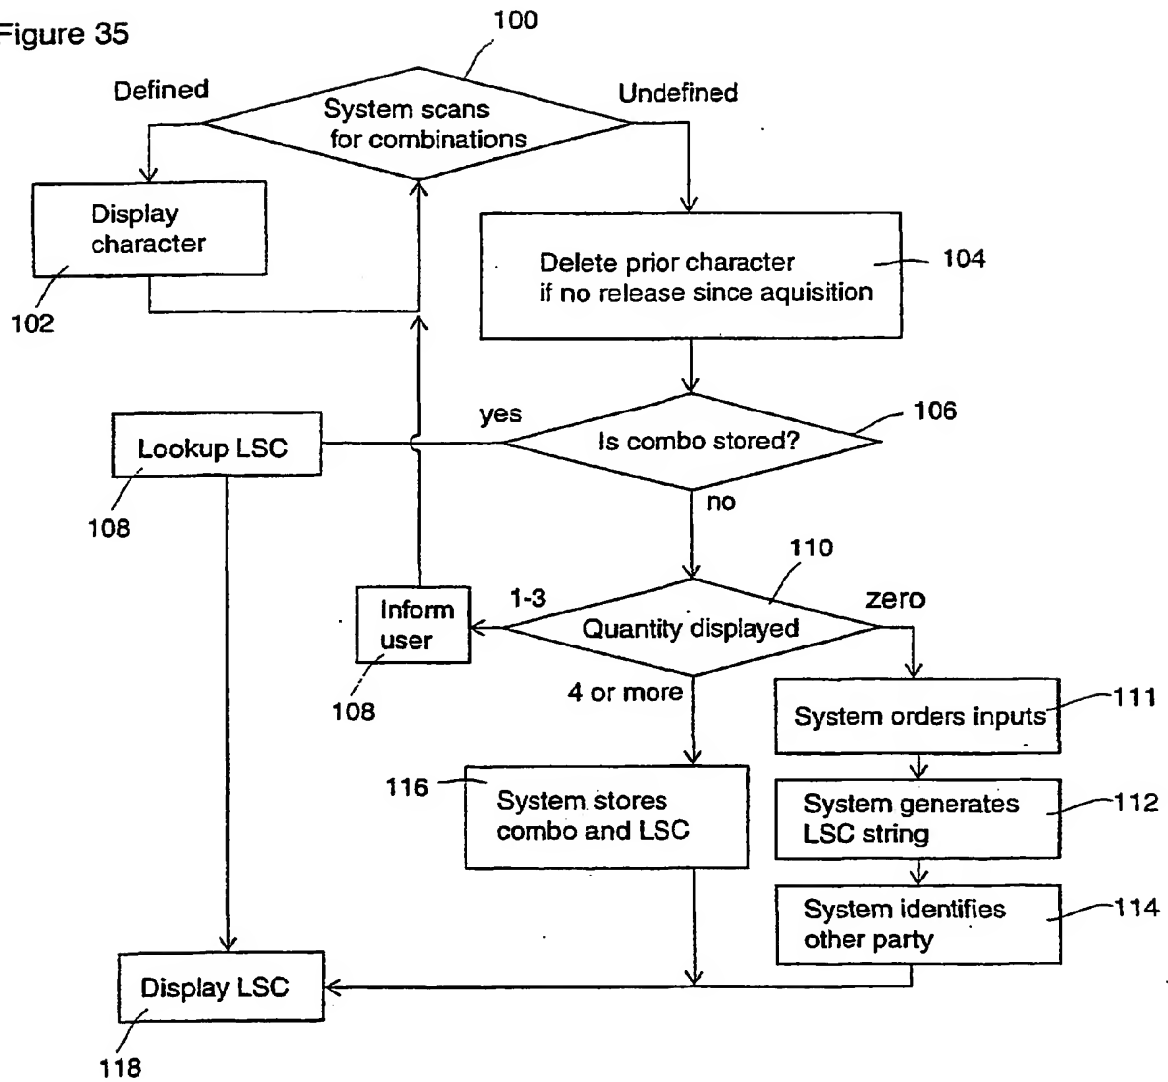 Figure 35
100
Defined
Undefined
System scans
for combinations
Display
character
102
Delete prior character
if no release since aquisition
104
yes
106
Is combo stored?
Lookup LSC
108
no
110
1-3
zero
Quantity displayed
Inform
user
108
4 or more
System orders inputs
111
116
System stores
combo and LSC
System generates
LSC string
112
System identifies
other party
114
Display LSC
118